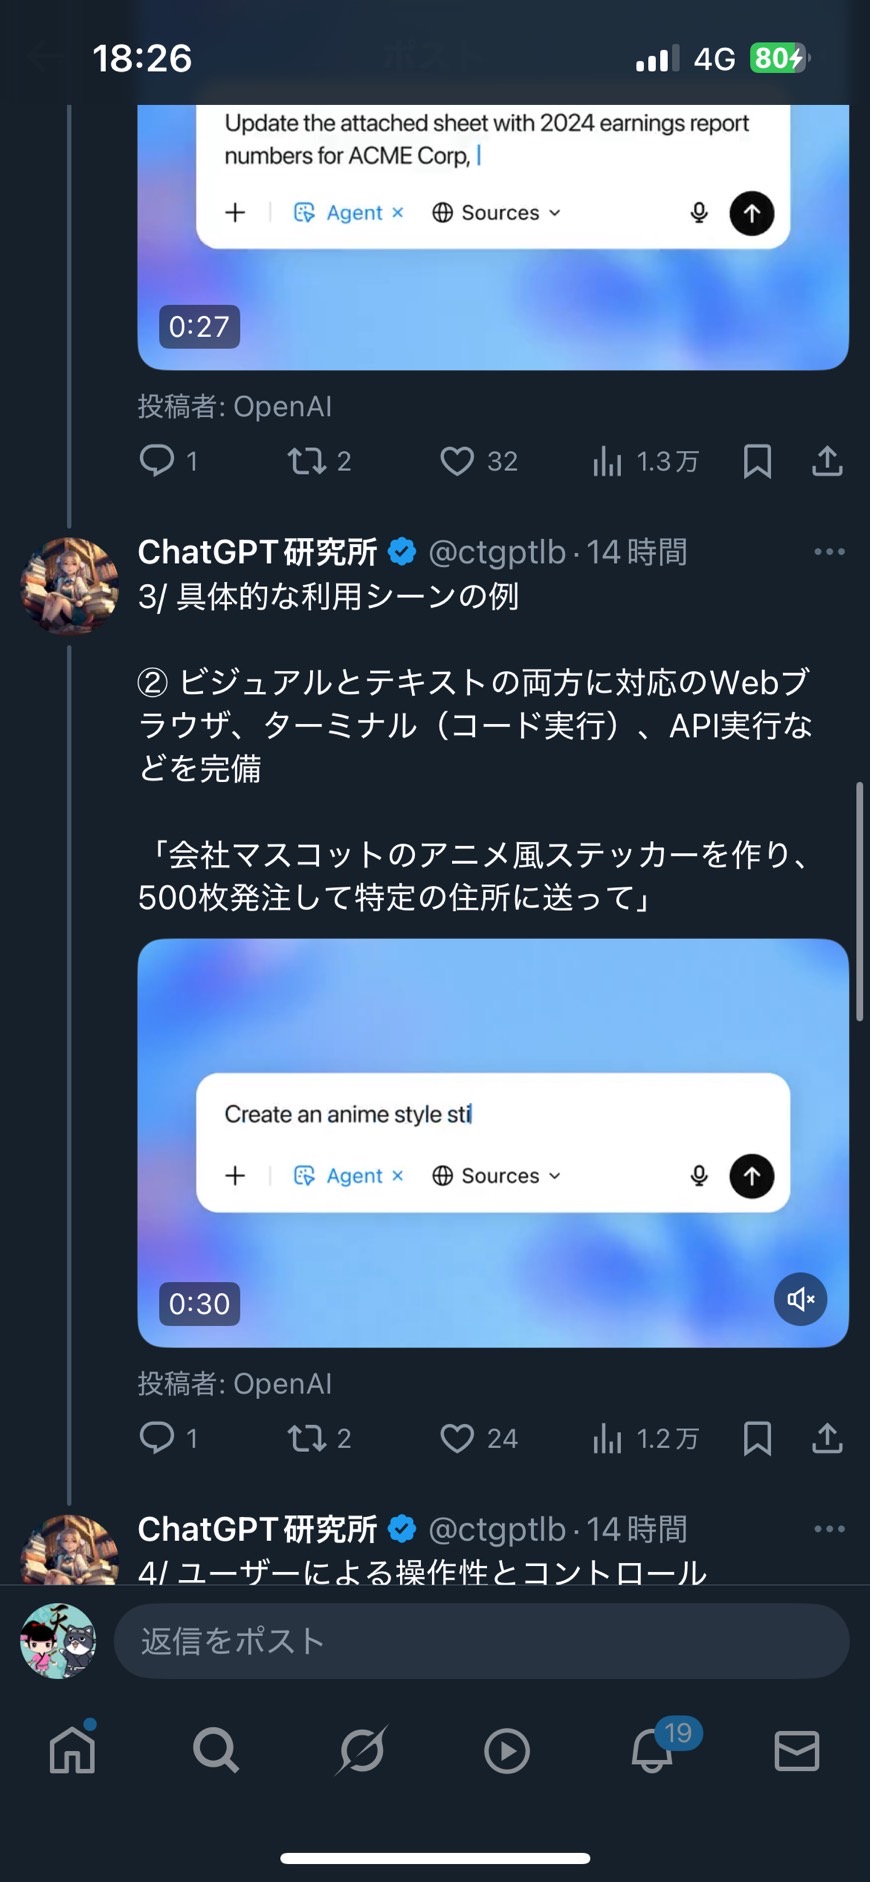 18:26
ポスト
4G
80
Update the attached sheet with 2024 earnings report
numbers for ACME Corp,
Agent ×
Sources
0:27
投稿者: OpenAI
1
2
32
1.3万
ChatGPT研究所 @ctgptlb · 14時間
3/ 具体的な利用シーンの例
② ビジュアルとテキストの両方に対応のWebブ
ラウザ、ターミナル（コード実行）、API実行な
どを完備
「会社マスコットのアニメ風ステッカーを作り、
500枚発注して特定の住所に送って」
Create an anime style sti
Agent ×
Sources
0:30
投稿者: OpenAI
1
2
24
1.2万
ChatGPT研究所 @ctgptlb · 14時間
4/ ユーザーによる操作性とコントロール
天
返信をポスト
19